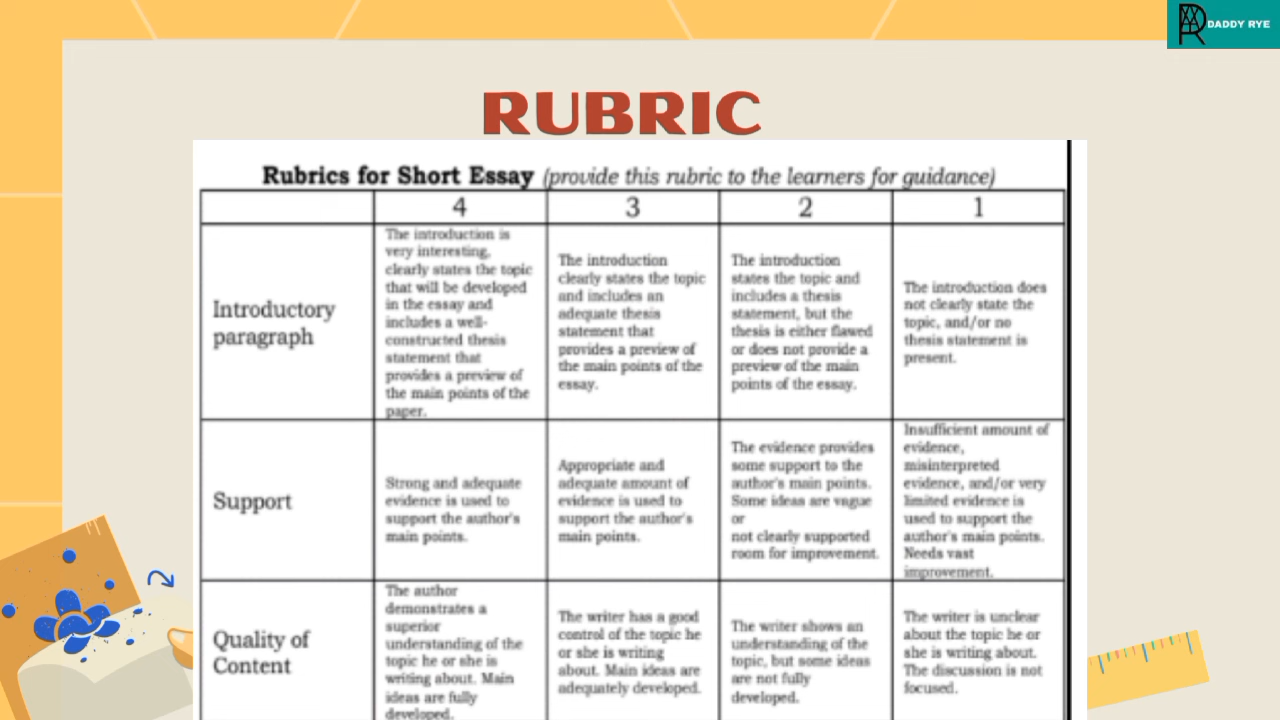 DADDY RYE
RUBRIC
Rubrics for Short Essay (provide this rubric to the learners for guidance)
4
3
2
1
Introductory
paragraph
The introduction is
very interesting,
clearly states the topic
that will be developed
in the essay and
includes a well-
constructed thesis
statement that
provides a preview of
the main points of the
paper.
The introduction
clearly states the topic
and includes an
adequate thesis
statement that
provides a preview of
the main points of the
essay.
The introduction
states the topic and
includes a thesis
statement, but the
thesis is either flawed
or does not provide a
preview of the main
points of the essay.
The introduction does
not clearly state the
topic, and/or no
thesis statement is
present.
Support
Strong and adequate
evidence is used to
support the author's
main points.
Appropriate and
adequate amount of
evidence is used to
support the author's
main points.
The evidence provides
some support to the
author's main points.
Some ideas are vague
or
not clearly supported
room for improvement.
Insufficient amount of
evidence,
misinterpreted
evidence, and/or very
limited evidence is
used to support the
author's main points.
Needs vast
improvement.
Quality of
Content
The author
demonstrates a
superior
understanding of the
topic he or she is
writing about. Main
ideas are fully
developed.
The writer has a good
control of the topic he
or she is writing
about. Main ideas are
adequately developed.
The writer shows an
understanding of the
topic, but some ideas
are not fully
developed.
The writer is unclear
about the topic he or
she is writing about.
The discussion is not
focused.